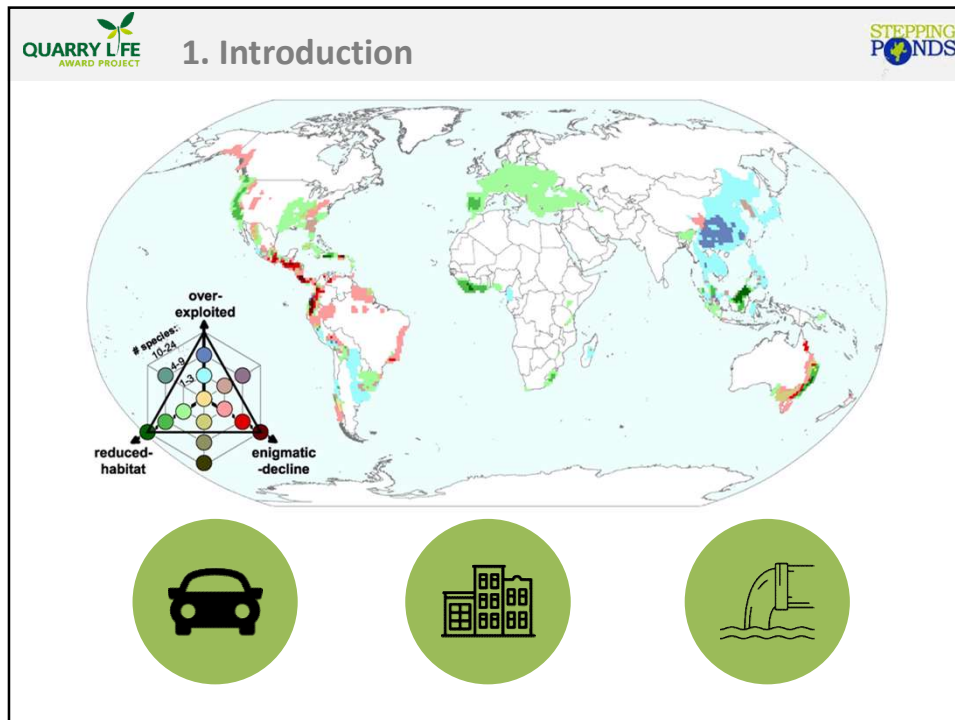 QUARRY LIFE
AWARD PROJECT
1. Introduction
STEPPING
PONDS
over-
exploited
# species:
10-24
4-9
1-3
reduced-
habitat
enigmatic
-decline